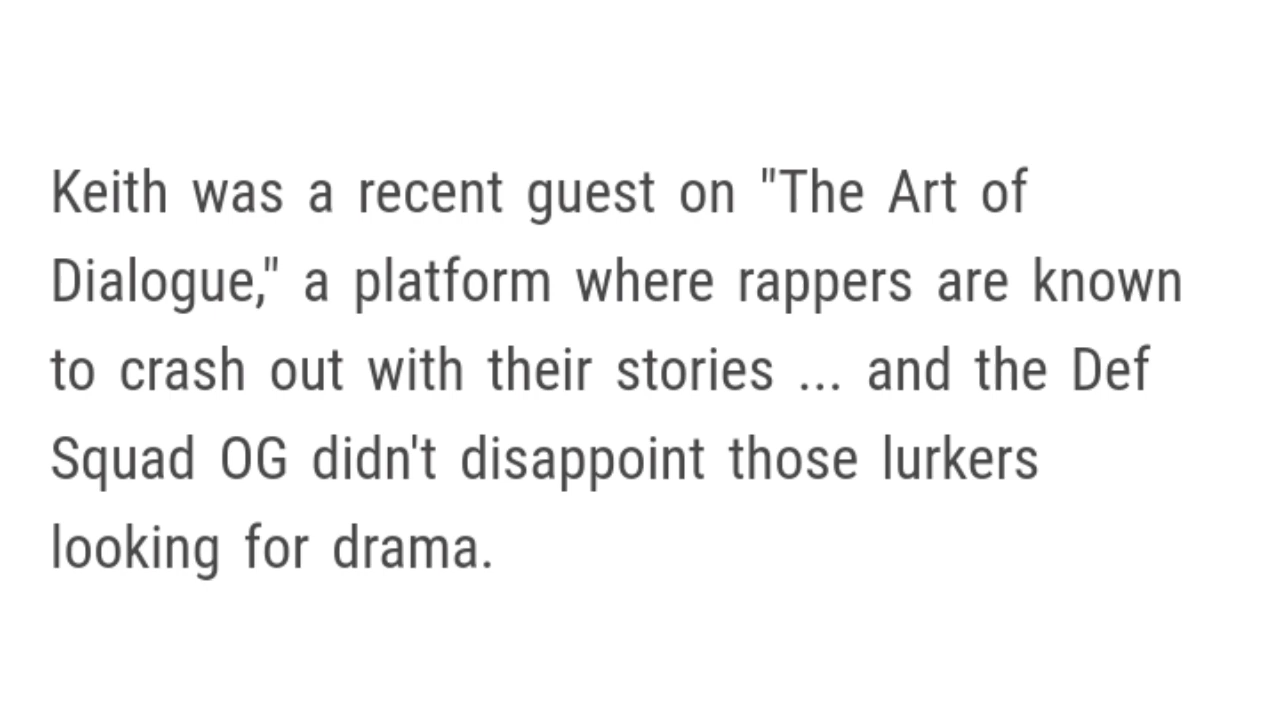 Keith was a recent guest on "The Art of
Dialogue," a platform where rappers are known
to crash out with their stories ... and the Def
Squad OG didn't disappoint those lurkers
looking for drama.